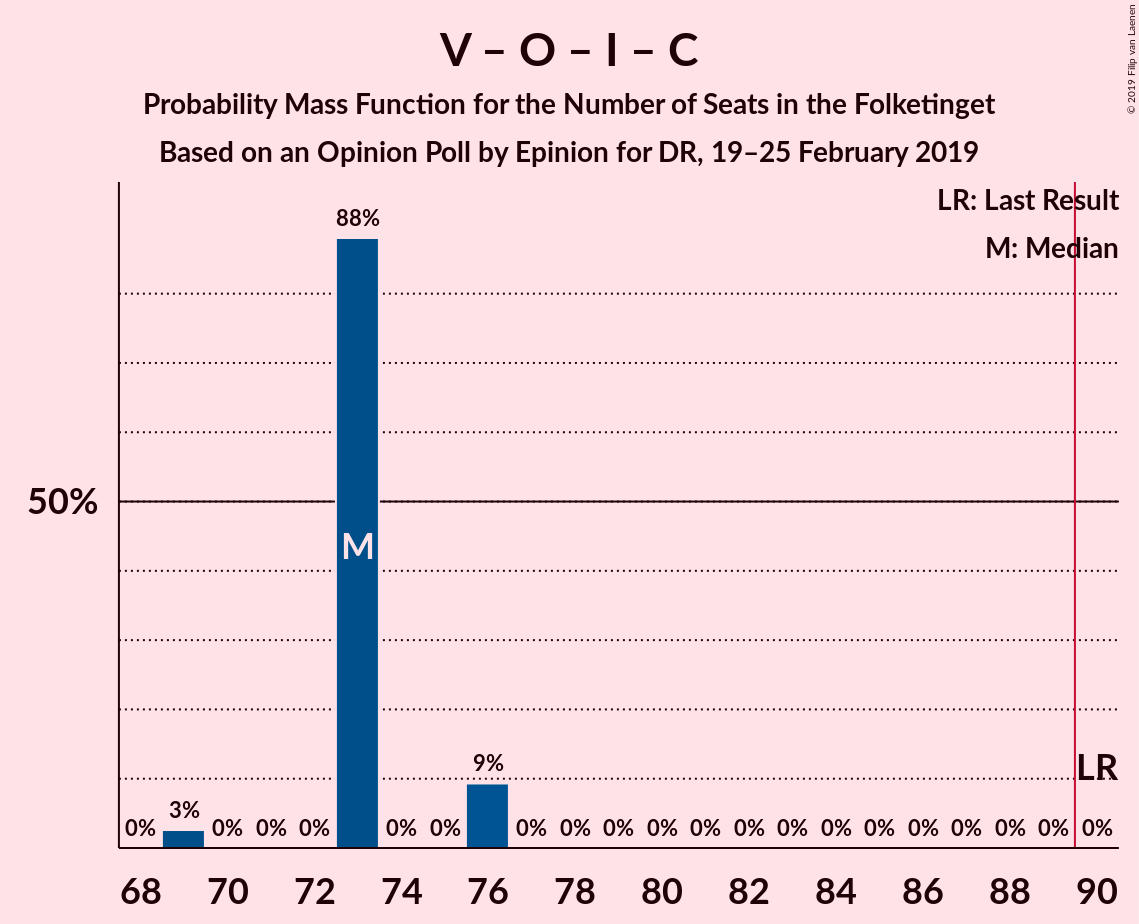 V – O – I – C
Probability Mass Function for the Number of Seats in the Folketinget
Based on an Opinion Poll by Epinion for DR, 19–25 February 2019
© 2019 Filip van Laenen
LR: Last Result
M: Median
88%
50%
M
9%
LR
3%
0% 0% 0% 0% 0% 0% 0% 0% 0% 0% 0% 0% 0% 0% 0% 0% 0% 0% 0% 0%
68 70 72 74 76 78 80 82 84 86 88 90